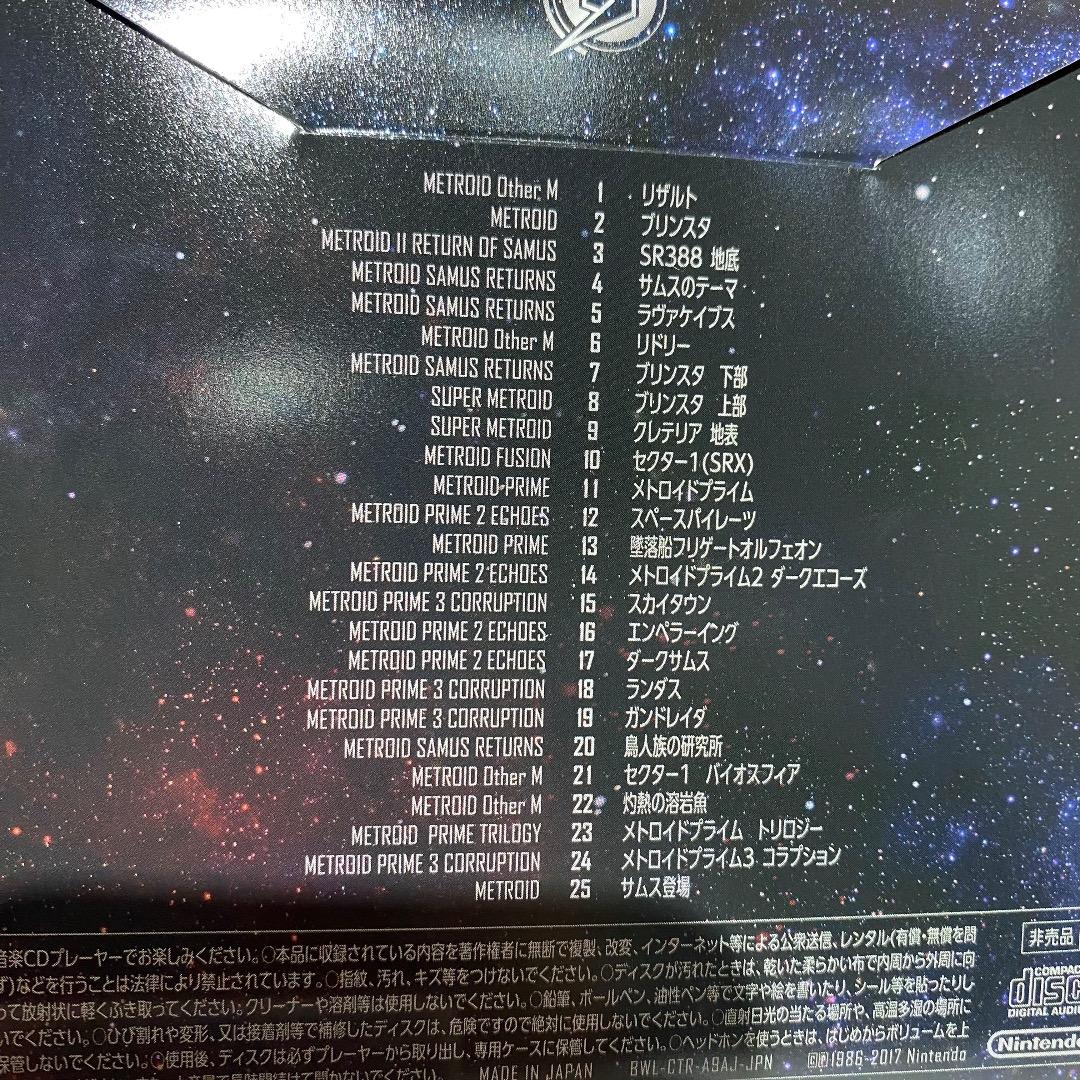 METROID Other M 1 リザルト
METROID 2 ブリンスタ
METROID II RETURN OF SAMUS 3 SR388 地底
METROID SAMUS RETURNS 4 サムスのテーマ
METROID SAMUS RETURNS 5 ラヴァケイブス
METROID Other M 6 リドリー
METROID SAMUS RETURNS 7 ブリンスタ 下部
SUPER METROID 8 ブリンスタ 上部
SUPER METROID 9 クレテリア 地表
METROID FUSION 10 セクター1(SRX)
METROID PRIME 11 メトロイドプライム
METROID PRIME 2 ECHOES 12 スペースパイレーツ
METROID PRIME 13 墜落船フリゲートオルフェオン
METROID PRIME 2 ECHOES 14 メトロイドプライム2 ダークエコーズ
METROID PRIME 3 CORRUPTION 15 スカイタウン
METROID PRIME 2 ECHOES 16 エンペラーイング
METROID PRIME 2 ECHOES 17 ダークサムス
METROID PRIME 3 CORRUPTION 18 ランダス
METROID PRIME 3 CORRUPTION 19 ガンドレイダ
METROID SAMUS RETURNS 20 鳥人族の研究所
METROID Other M 21 セクター1 バイオスフィア
METROID Other M 22 灼熱の溶岩魚
METROID PRIME TRILOGY 23 メトロイドプライム トリロジー
METROID PRIME 3 CORRUPTION 24 メトロイドプライム3 コラプション
METROID 25 サムス登場
音楽CDプレーヤーでお楽しみください。○本品に収録されている内容を著作権者に無断で複製、改変、インターネット等による公衆送信、レンタル(有償・無償を問
ず)などを行うことは法律により禁止されています。○指紋、汚れ、キズ等をつけないでください。○ディスクが汚れたときは、乾いた柔らかい布で内周から外周に向
って放射状に軽くふき取ってください。クリーナーや溶剤等は使用しないでください。○鉛筆、ボールペン、油性ペン等で文字や絵を書いたり、シール等を貼ったりし
いでください。○ひび割れや変形、又は接着剤等で補修したディスクは、危険ですので絶対に使用しないでください。○直射日光の当たる場所や、高温多湿の場所に
保管しないでください。○使用後、ディスクは必ずプレーヤーから取り出し、専用ケースに保管してください。○ヘッドホンを使うときは、はじめからボリュームを上
MADE IN JAPAN BWL-CTR-A9AJ-JPN ©℗1986-2017 Nintendo
非売品
COMPAC
disc
DIGITAL AUDIO
Nintendo